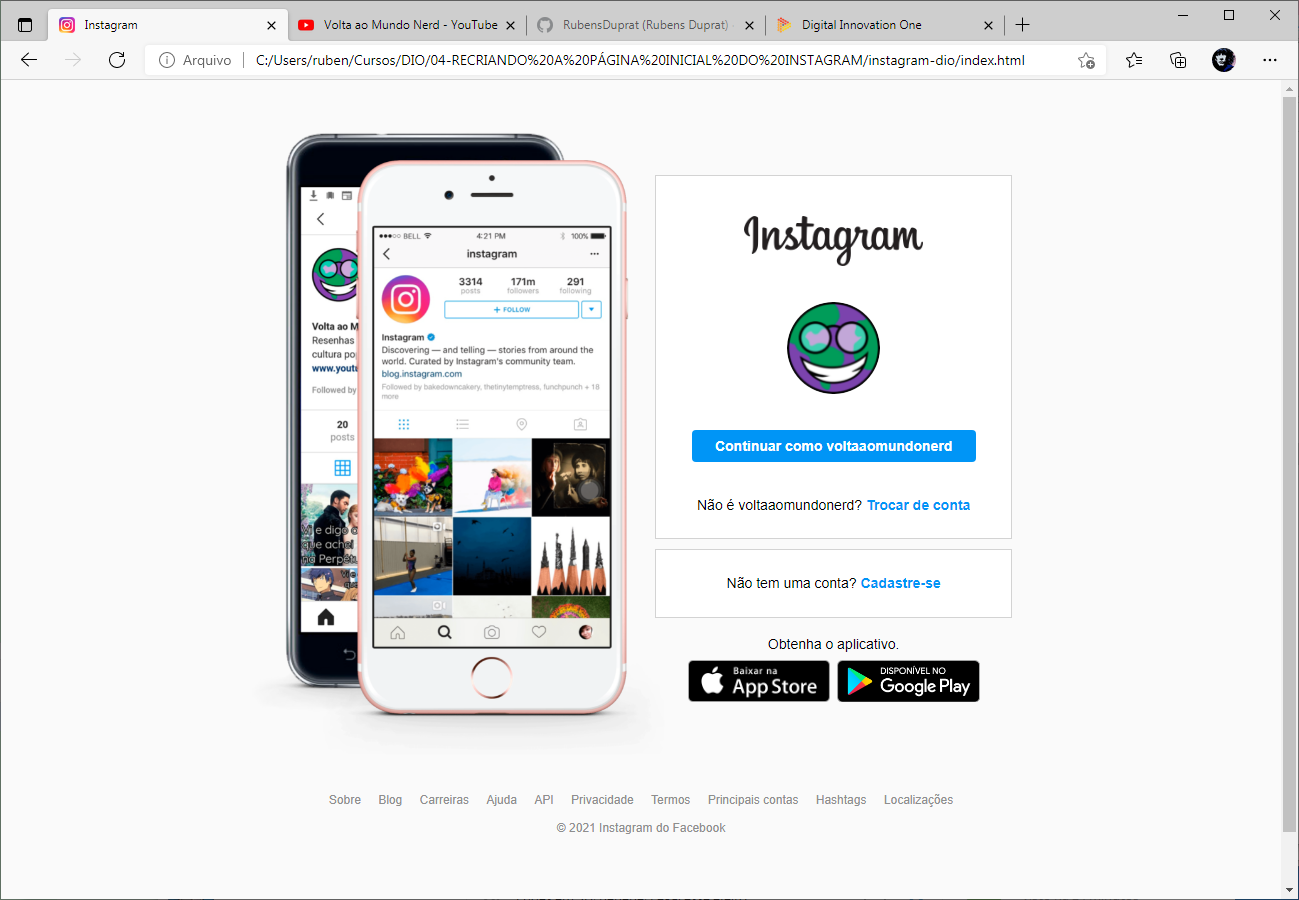 Instagram
Volta ao Mundo Nerd - YouTube
RubensDuprat (Rubens Duprat)
Digital Innovation One
Arquivo
C:/Users/ruben/Cursos/DIO/04-RECRIANDO%20A%20PÁGINA%20INICIAL%20DO%20INSTAGRAM/instagram-dio/index.html
Volta ao M
Resenhas
cultura po
www.youtu
Followed by
20
posts
que achei
na Perpétu
BELL
4:21 PM
100%
instagram
3314
171m
291
posts
followers
following
+ FOLLOW
Instagram
Discovering — and telling — stories from around the
world. Curated by Instagram's community team.
blog.instagram.com
Followed by bakedowncakery, thetinytemptress, funchpunch + 18
more
Instagram
Continuar como voltaaomundonerd
Não é voltaaomundonerd? Trocar de conta
Não tem uma conta? Cadastre-se
Obtenha o aplicativo.
Baixar na
App Store
DISPONÍVEL NO
Google Play
Sobre Blog Carreiras Ajuda API Privacidade Termos Principais contas Hashtags Localizações
© 2021 Instagram do Facebook